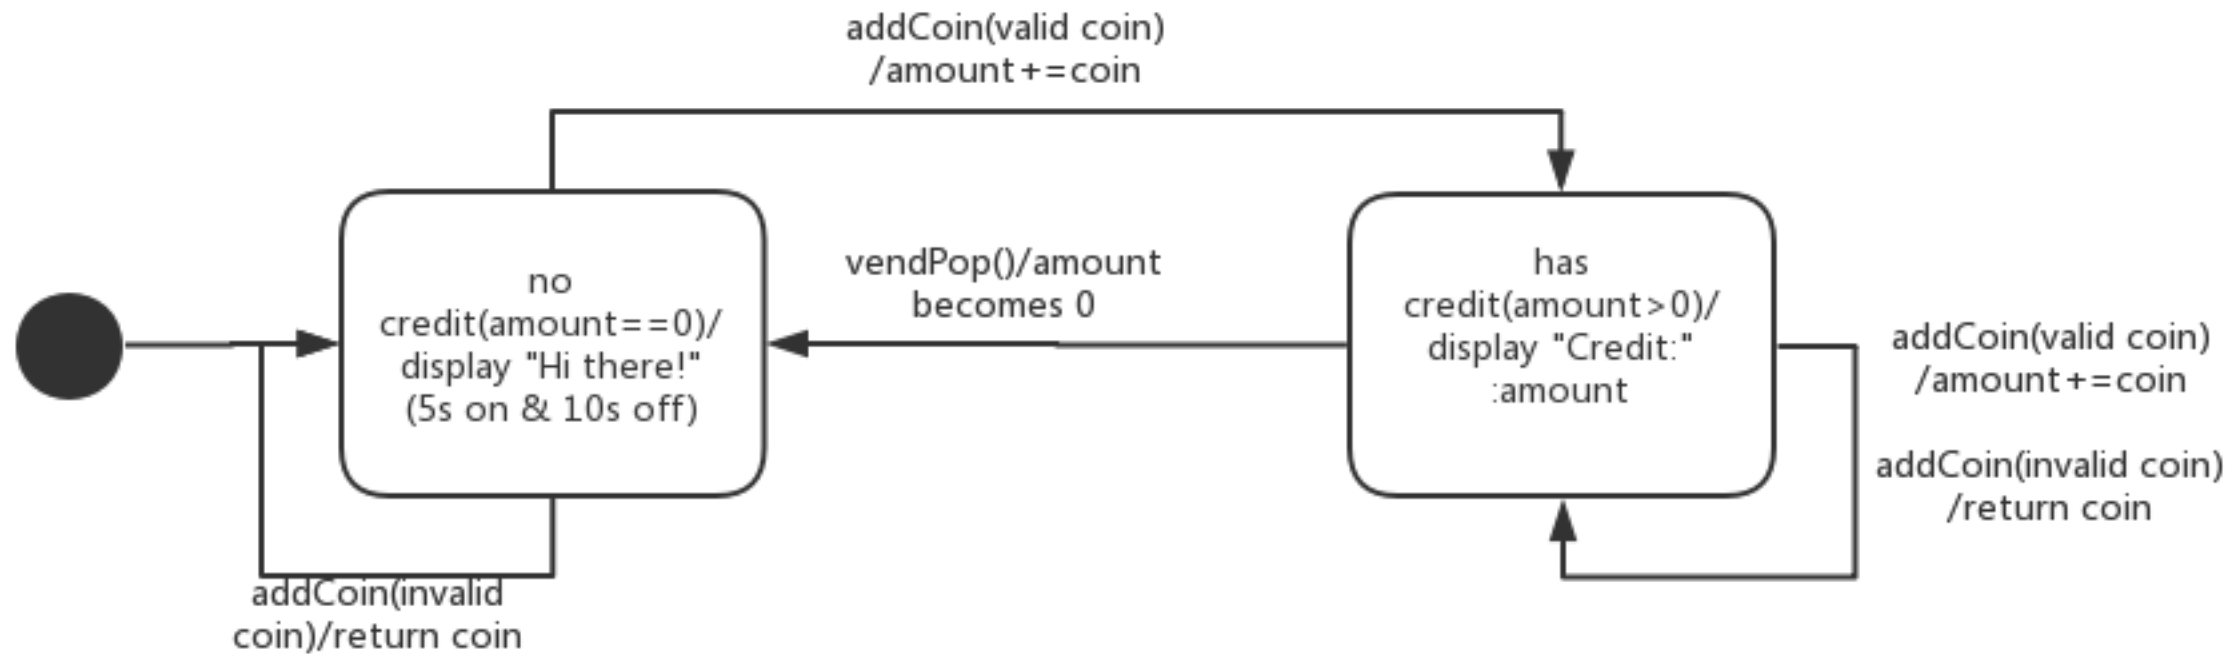 addCoin(valid coin)
/amount+=coin
no
credit(amount==0)/
display "Hi there!"
(5s on & 10s off)
vendPop()/amount
becomes 0
has
credit(amount>0)/
display "Credit:"
:amount
addCoin(valid coin)
/amount+=coin
addCoin(invalid coin)
/return coin
addCoin(invalid
coin)/return coin